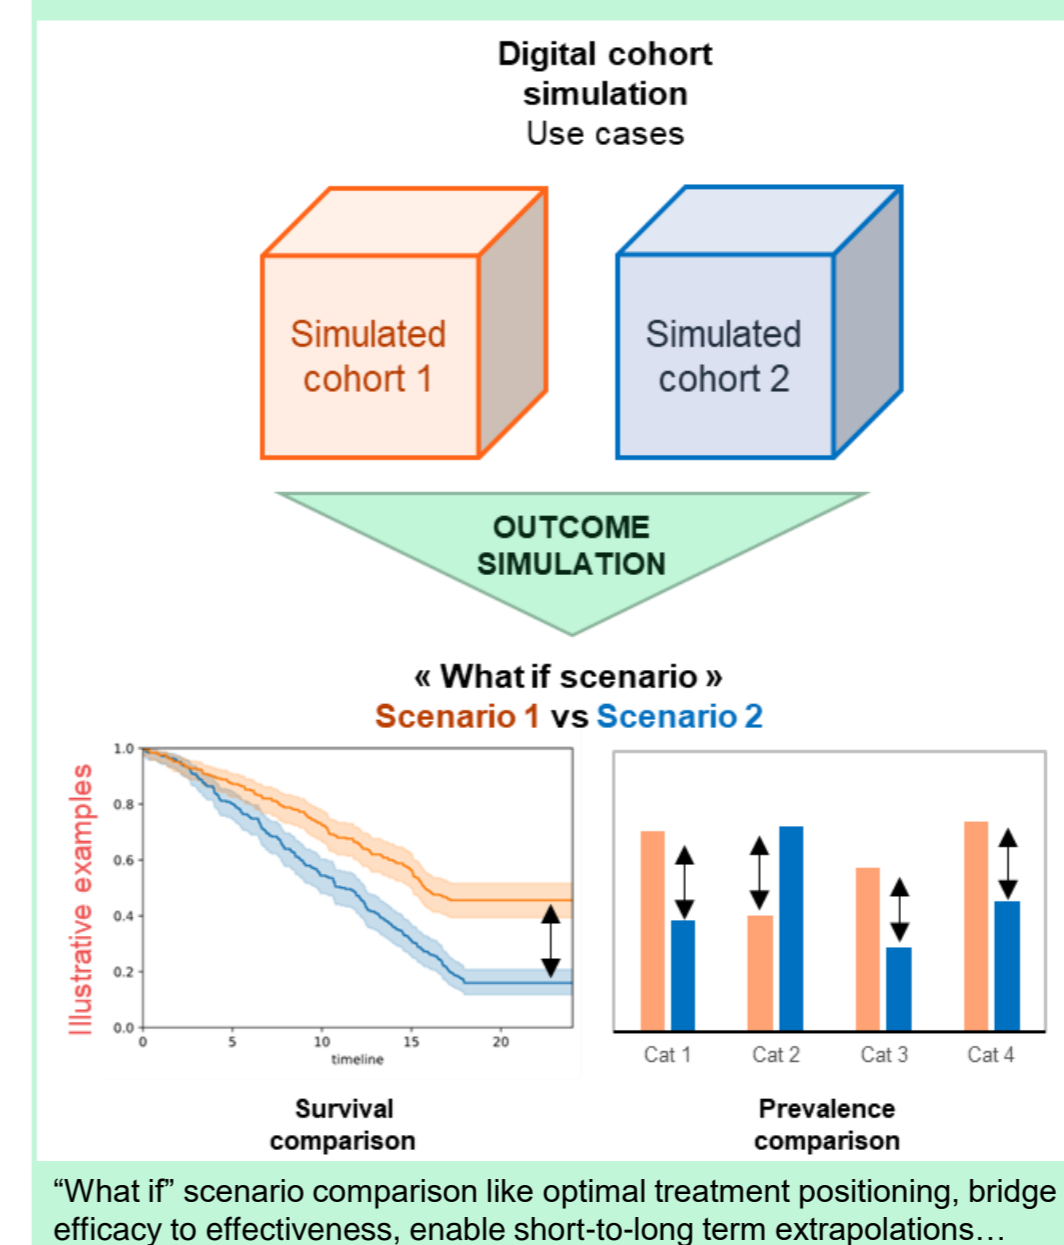 Digital cohort
simulation
Use cases
Simulated
cohort 1
Simulated
cohort 2
OUTCOME
SIMULATION
« What if scenario »
Scenario 1 vs Scenario 2
Illustrative examples
1.0
0.8
0.6
0.4
0.2
0.0
0 5 10 15 20
timeline
Cat 1 Cat 2 Cat 3 Cat 4
Survival
comparison
Prevalence
comparison
“What if” scenario comparison like optimal treatment positioning, bridge
efficacy to effectiveness, enable short-to-long term extrapolations…